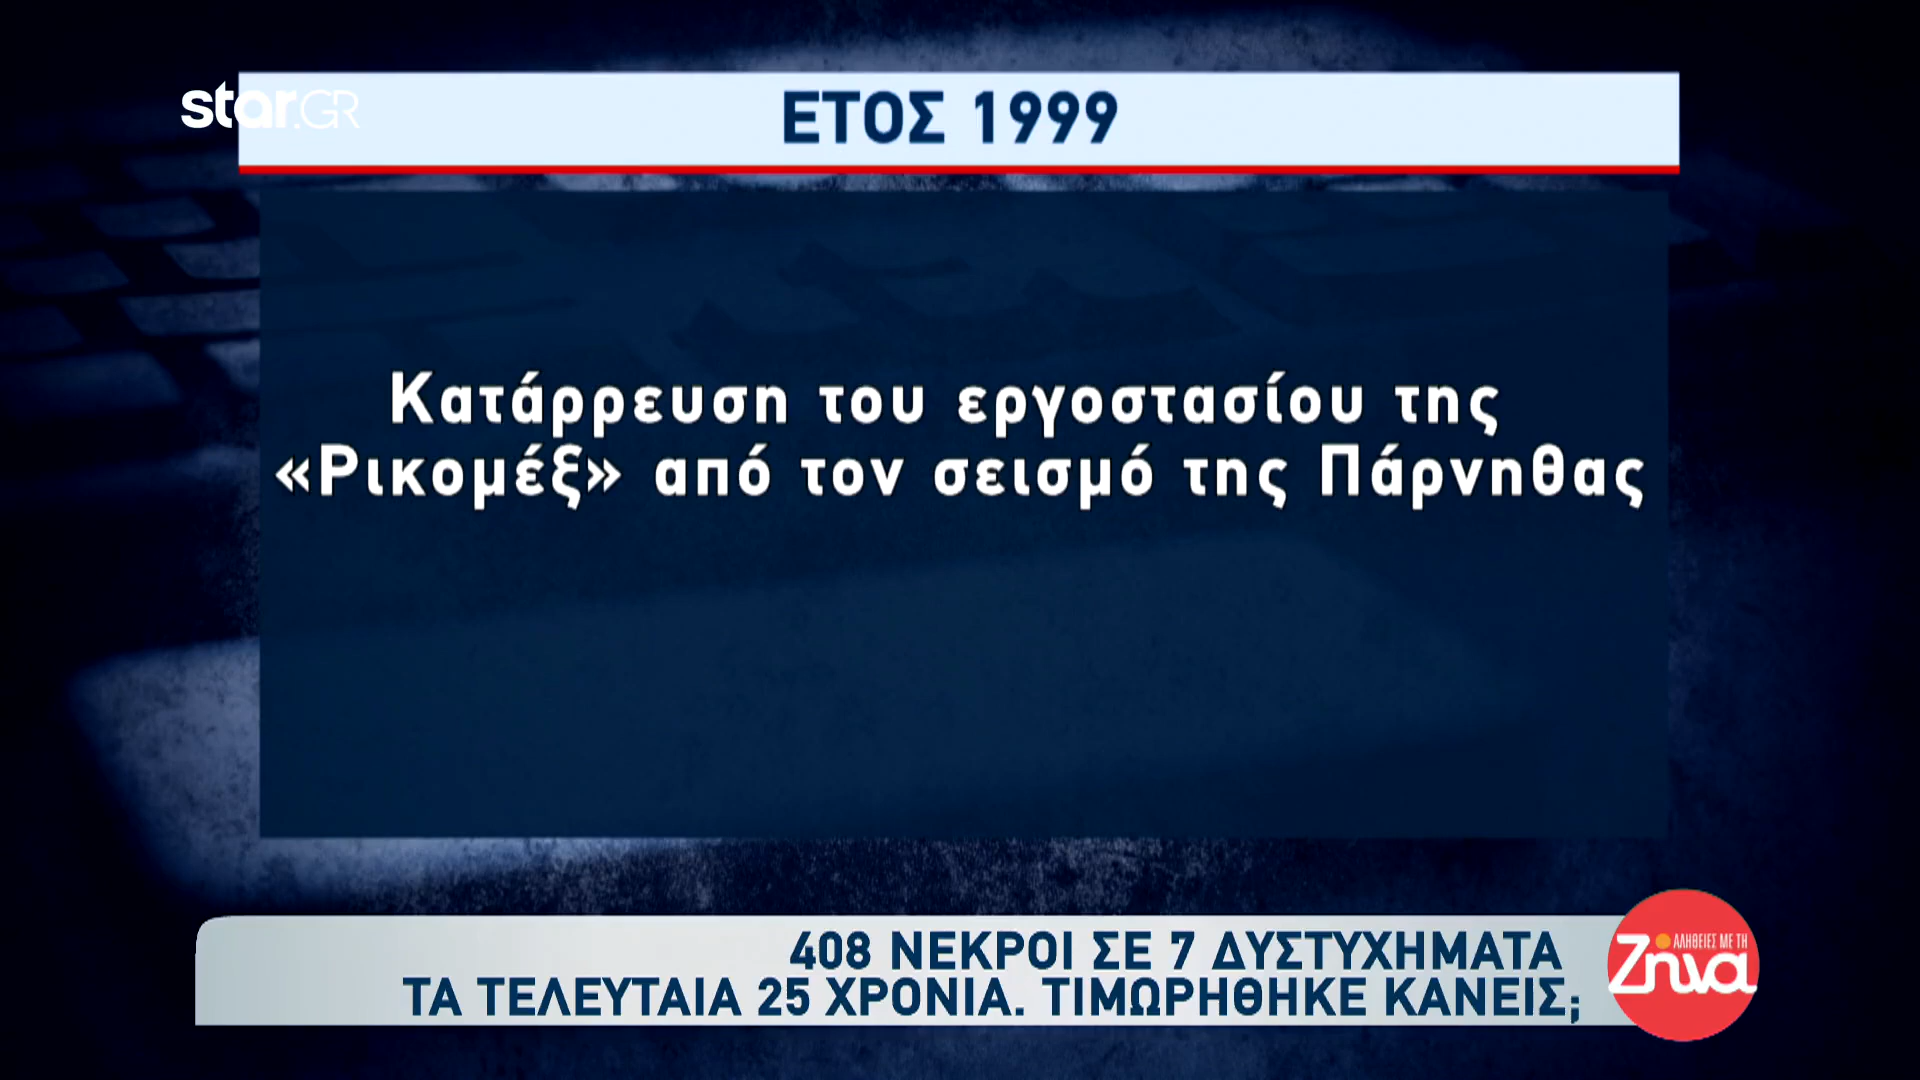 star.GR
ΕΤΟΣ 1999
Κατάρρευση του εργοστασίου της
«Ρικομέξ» από τον σεισμό της Πάρνηθας
408 ΝΕΚΡΟΙ ΣΕ 7 ΔΥΣΤΥΧΗΜΑΤΑ
ΤΑ ΤΕΛΕΥΤΑΙΑ 25 ΧΡΟΝΙΑ. ΤΙΜΩΡΗΘΗΚΕ ΚΑΝΕΙΣ;
ΑΛΗΘΕΙΕΣ ΜΕ ΤΗ
Ζήνα